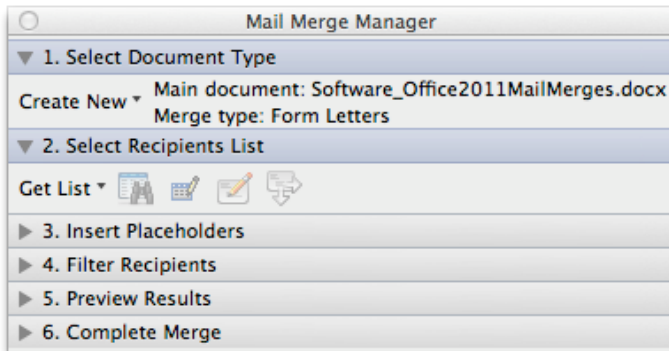 Mail Merge Manager
1. Select Document Type
Create New
Main document: Software_Office2011MailMerges.docx
Merge type: Form Letters
2. Select Recipients List
Get List
3. Insert Placeholders
4. Filter Recipients
5. Preview Results
6. Complete Merge